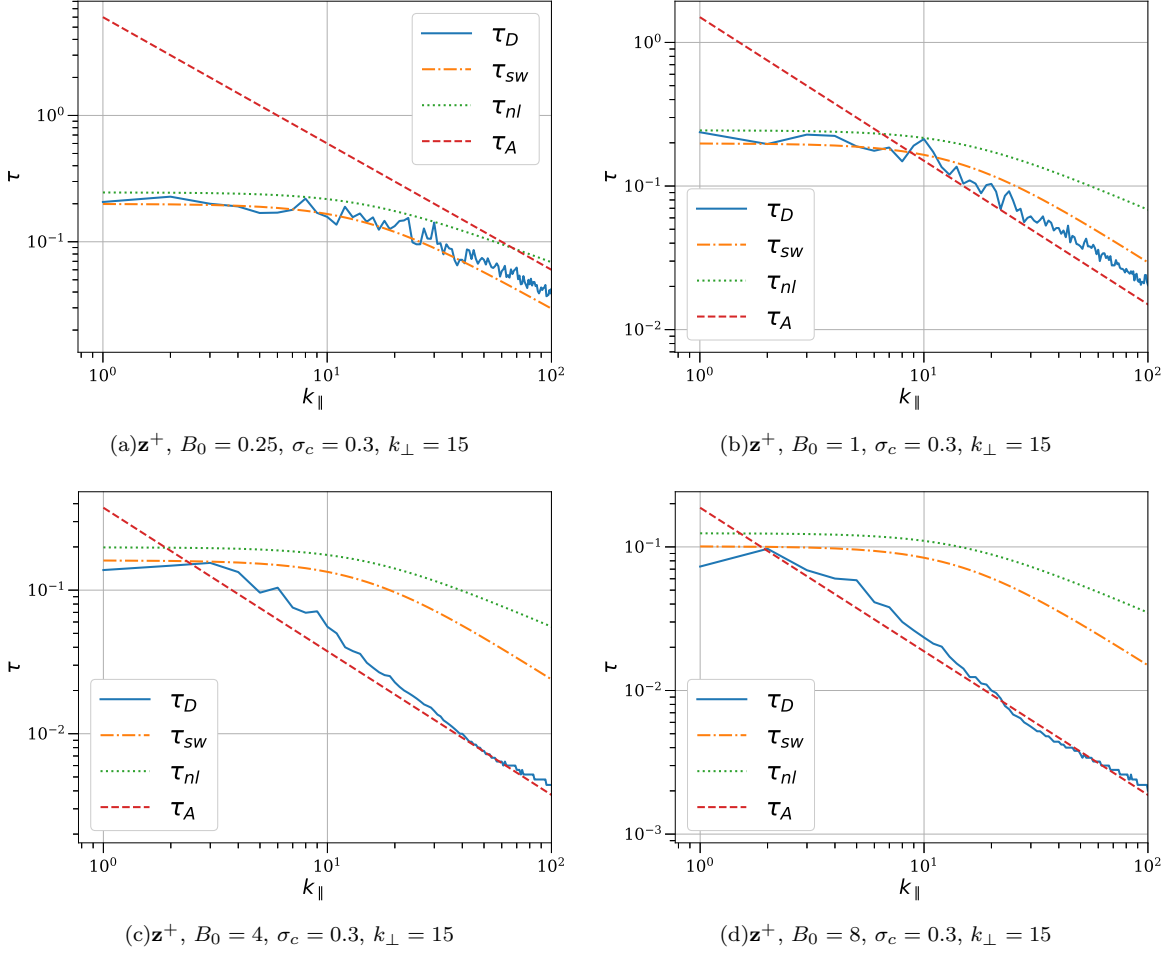 τ_D
τ_sw
τ_nl
τ_A
10^0
10^−1
τ
10^0
10^1
10^2
k_∥
(a)z^+, B_0 = 0.25, σ_c = 0.3, k_⊥ = 15
10^0
10^−1
10^−2
τ
τ_D
τ_sw
τ_nl
τ_A
10^0
10^1
10^2
k_∥
(b)z^+, B_0 = 1, σ_c = 0.3, k_⊥ = 15
10^−1
10^−2
τ
τ_D
τ_sw
τ_nl
τ_A
10^0
10^1
10^2
k_∥
(c)z^+, B_0 = 4, σ_c = 0.3, k_⊥ = 15
10^−1
10^−2
10^−3
τ
τ_D
τ_sw
τ_nl
τ_A
10^0
10^1
10^2
k_∥
(d)z^+, B_0 = 8, σ_c = 0.3, k_⊥ = 15